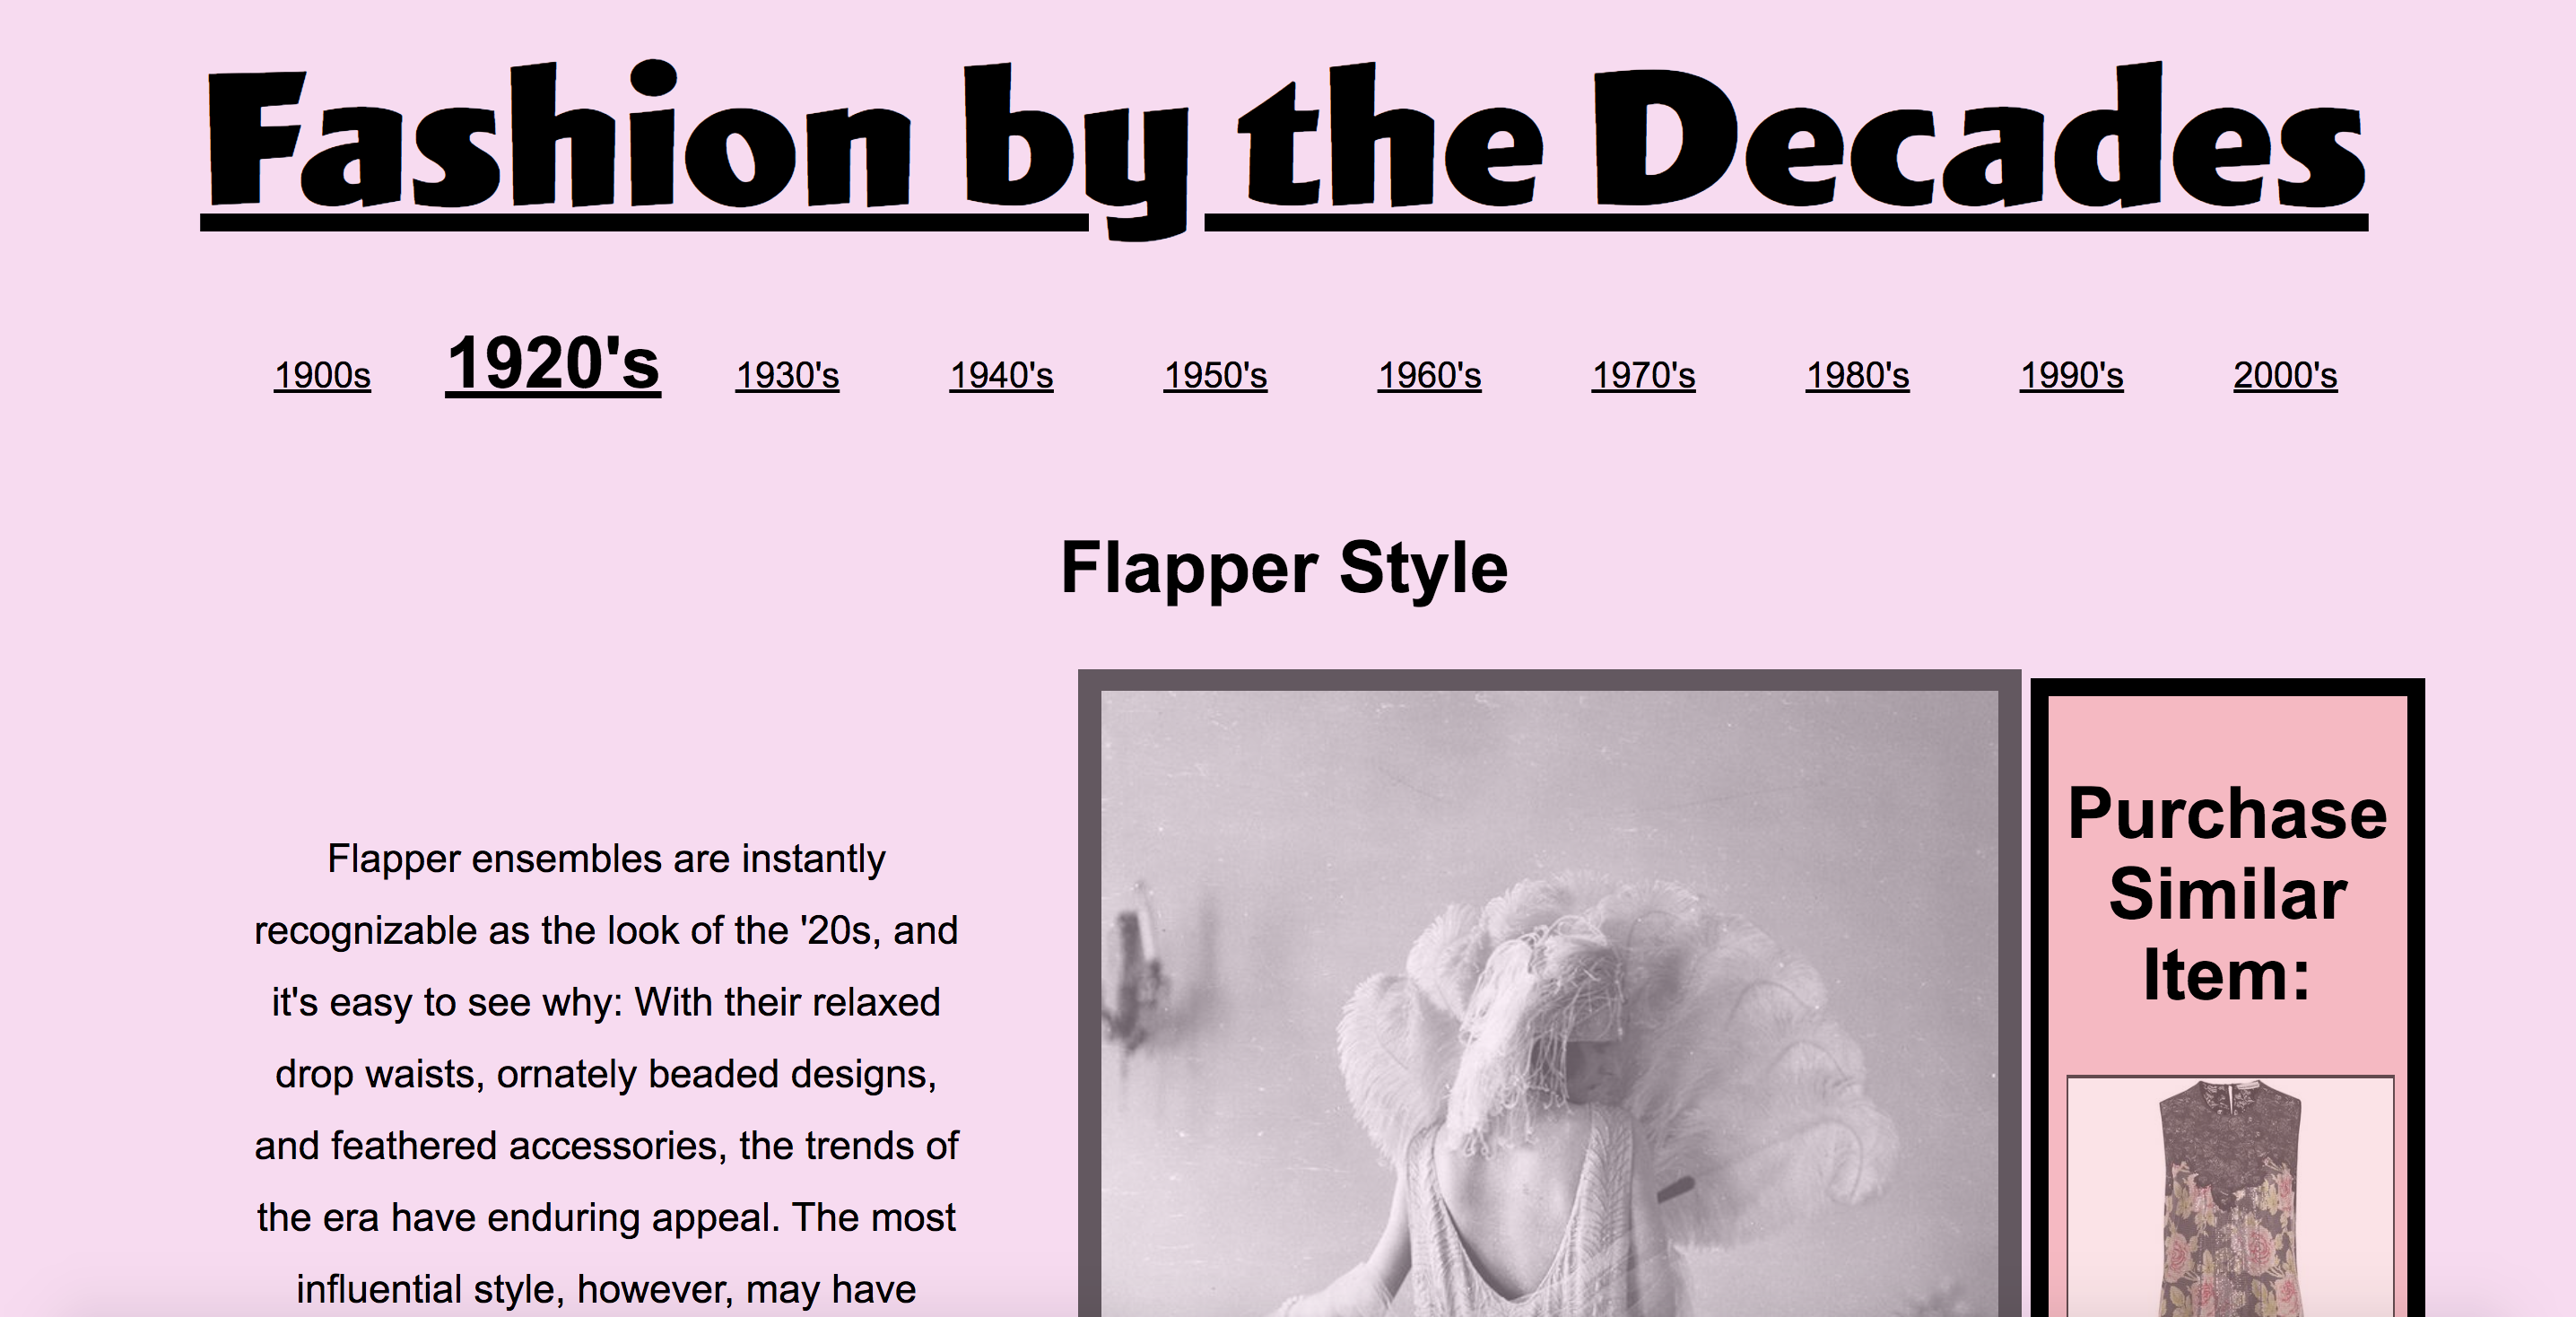 Fashion by the Decades
1900s 1920's 1930's 1940's 1950's 1960's 1970's 1980's 1990's 2000's
Flapper Style
Flapper ensembles are instantly
recognizable as the look of the '20s, and
it's easy to see why: With their relaxed
drop waists, ornately beaded designs,
and feathered accessories, the trends of
the era have enduring appeal. The most
influential style, however, may have
Purchase
Similar
Item: